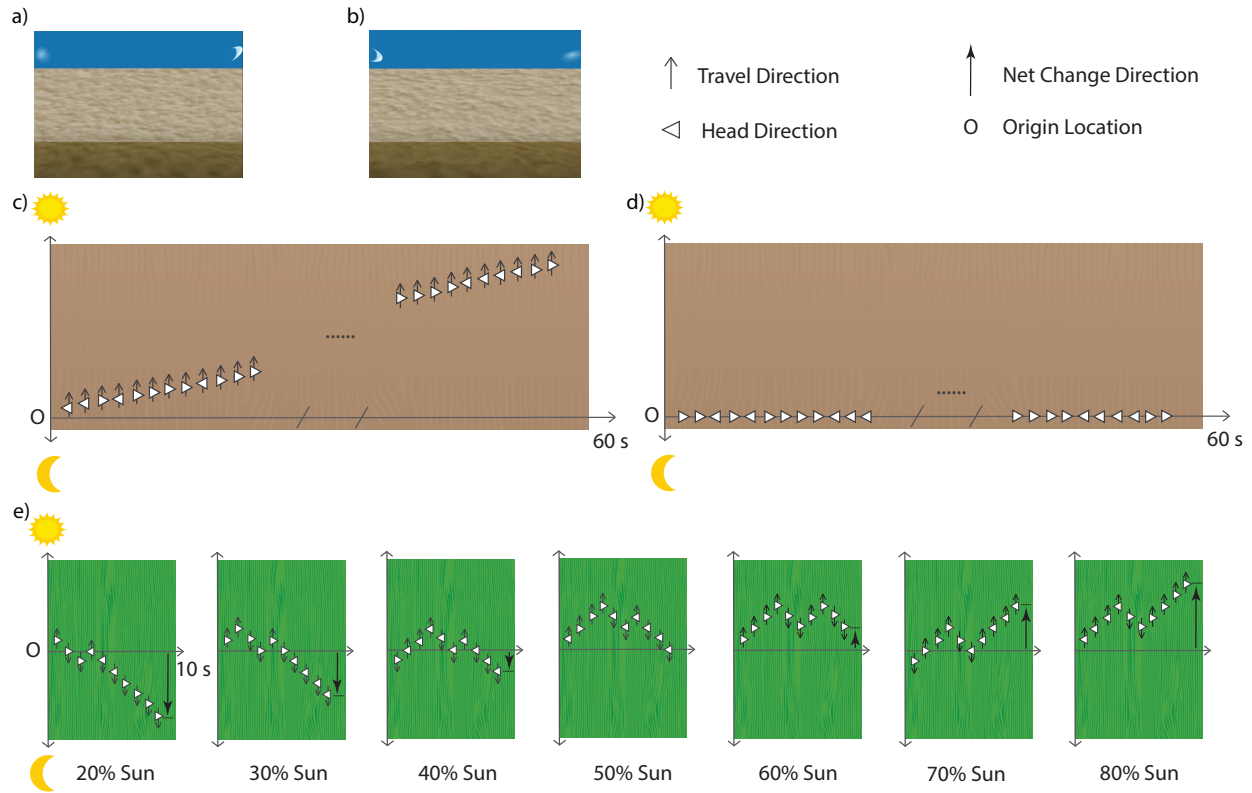 a)
b)
Travel Direction
Net Change Direction
Head Direction
O Origin Location
c)
d)
O
60 s
O
60 s
e)
O
10 s
20% Sun
30% Sun
40% Sun
50% Sun
60% Sun
70% Sun
80% Sun